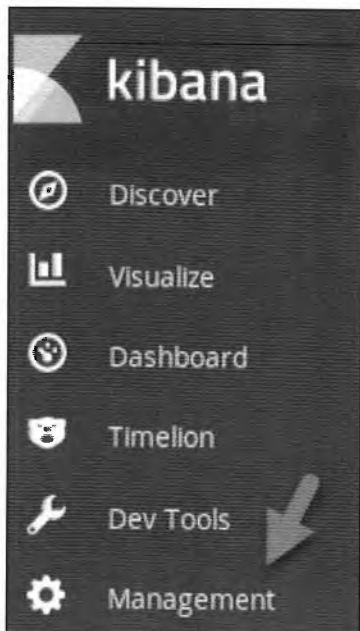 kibana
Discover
Visualize
Dashboard
Timelion
Dev Tools
Management